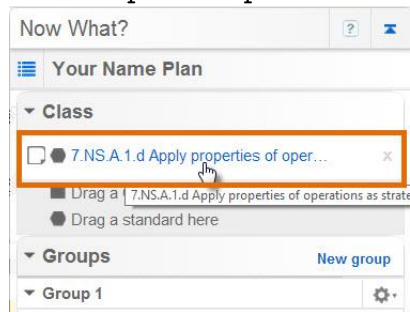 Now What? ?
Your Name Plan
Class
7.NS.A.1.d Apply properties of oper... x
Drag a
7.NS.A.1.d Apply properties of operations as strate
Drag a standard here
Groups New group
Group 1